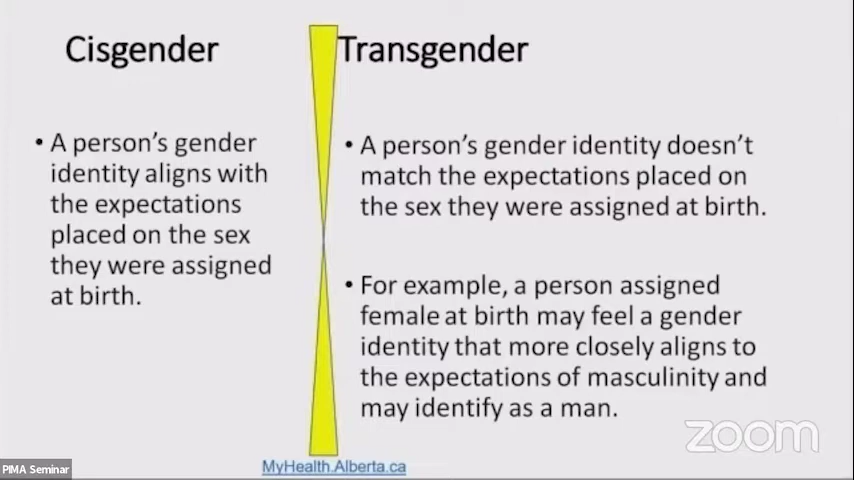 Cisgender
• A person's gender
identity aligns with
the expectations
placed on the sex
they were assigned
at birth.
Transgender
• A person's gender identity doesn't
match the expectations placed on
the sex they were assigned at birth.
• For example, a person assigned
female at birth may feel a gender
identity that more closely aligns to
the expectations of masculinity and
may identify as a man.
MyHealth.Alberta.ca
zoom
PIMA Seminar